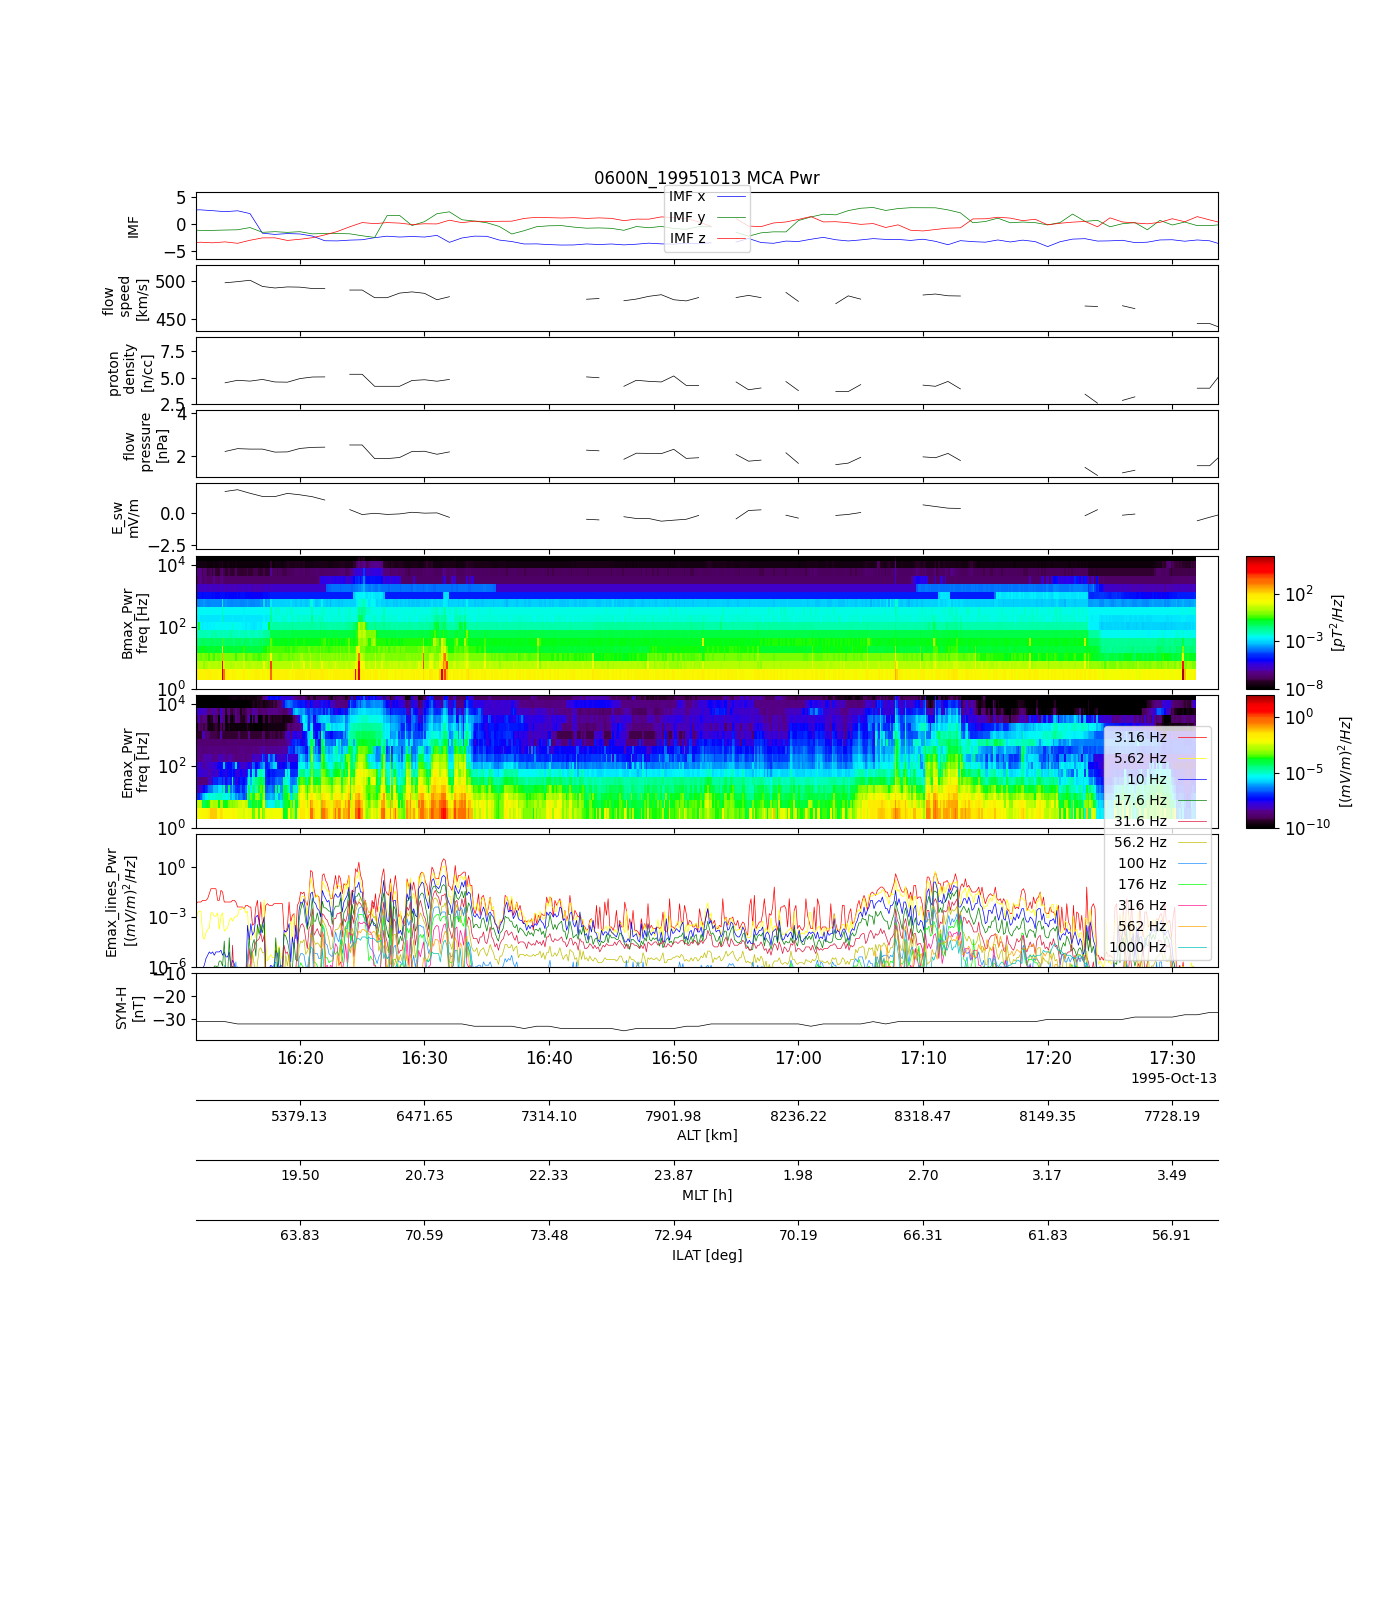 0600N_19951013 MCA Pwr
IMF
5
0
−5
IMF x
IMF y
IMF z
flow
speed
[km/s]
500
450
proton
density
[n/cc]
7.5
5.0
2.5
flow
pressure
[nPa]
4
2
E_sw
mV/m
0.0
−2.5
Bmax_Pwr
freq [Hz]
10^4
10^2
10^0
10^2
10^−3
10^−8
[pT^2/Hz]
Emax_Pwr
freq [Hz]
10^4
10^2
10^0
10^0
10^−5
10^−10
[(mV/m)^2/Hz]
3.16 Hz
5.62 Hz
10 Hz
17.6 Hz
31.6 Hz
56.2 Hz
100 Hz
176 Hz
316 Hz
562 Hz
1000 Hz
Emax_lines_Pwr
[(mV/m)^2/Hz]
10^0
10^−3
10^−6
SYM-H
[nT]
−10
−20
−30
16:20 16:30 16:40 16:50 17:00 17:10 17:20 17:30
1995-Oct-13
5379.13 6471.65 7314.10 7901.98 8236.22 8318.47 8149.35 7728.19
ALT [km]
19.50 20.73 22.33 23.87 1.98 2.70 3.17 3.49
MLT [h]
63.83 70.59 73.48 72.94 70.19 66.31 61.83 56.91
ILAT [deg]